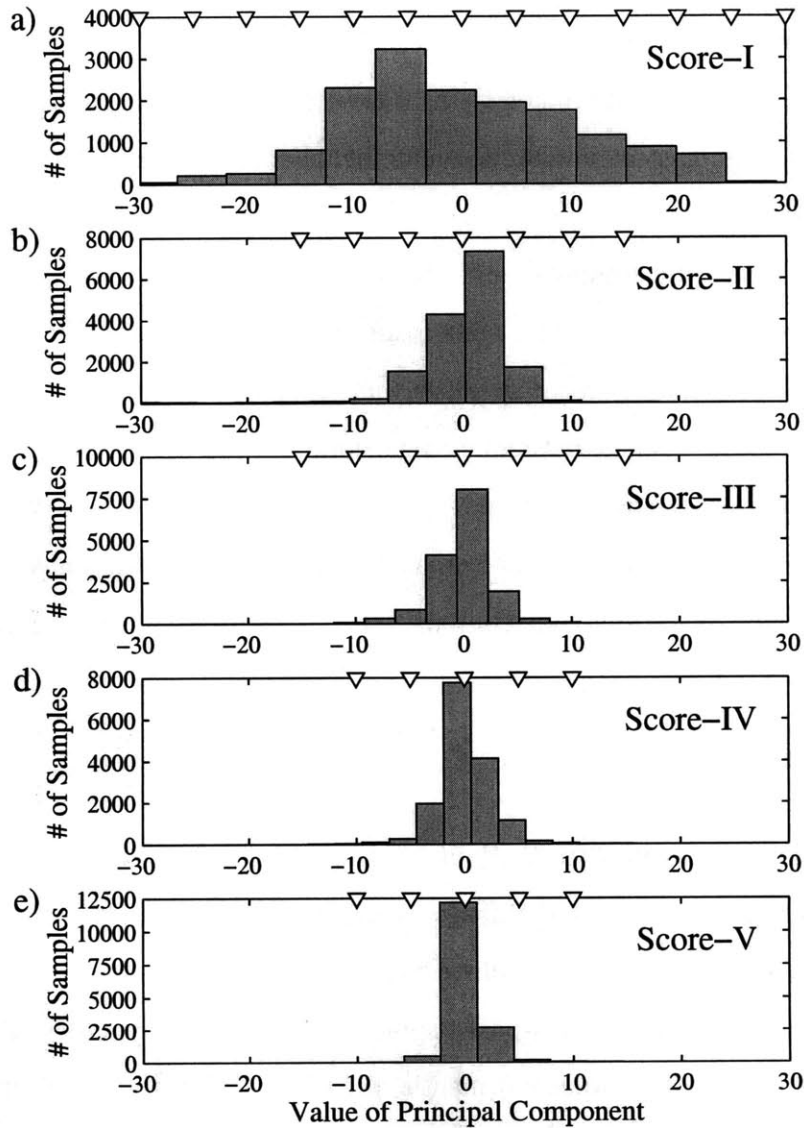 a)
4000
3000
2000
1000
0
# of Samples
Score–I
−30 −20 −10 0 10 20 30
b)
8000
6000
4000
2000
0
# of Samples
Score–II
−30 −20 −10 0 10 20 30
c)
10000
7500
5000
2500
0
# of Samples
Score–III
−30 −20 −10 0 10 20 30
d)
8000
6000
4000
2000
0
# of Samples
Score–IV
−30 −20 −10 0 10 20 30
e)
12500
10000
7500
5000
2500
0
# of Samples
Score–V
−30 −20 −10 0 10 20 30
Value of Principal Component